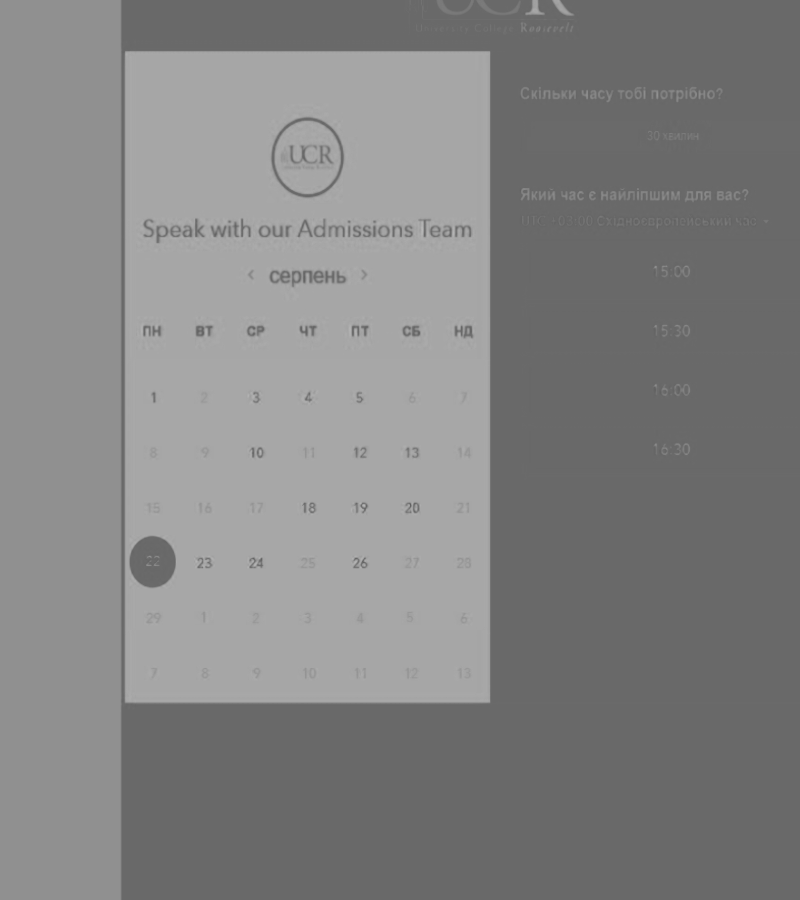 UCR
University College Roosevelt
UCR
Speak with our Admissions Team
‹ серпень ›
ПН ВТ СР ЧТ ПТ СБ НД
1 2 3 4 5 6 7
8 9 10 11 12 13 14
15 16 17 18 19 20 21
22 23 24 25 26 27 28
29 1 2 3 4 5 6
7 8 9 10 11 12 13
Скільки часу тобі потрібно?
30 хвилин
Який час є найліпшим для вас?
UTC +03:00 Східноєвропейський час
15:00
15:30
16:00
16:30